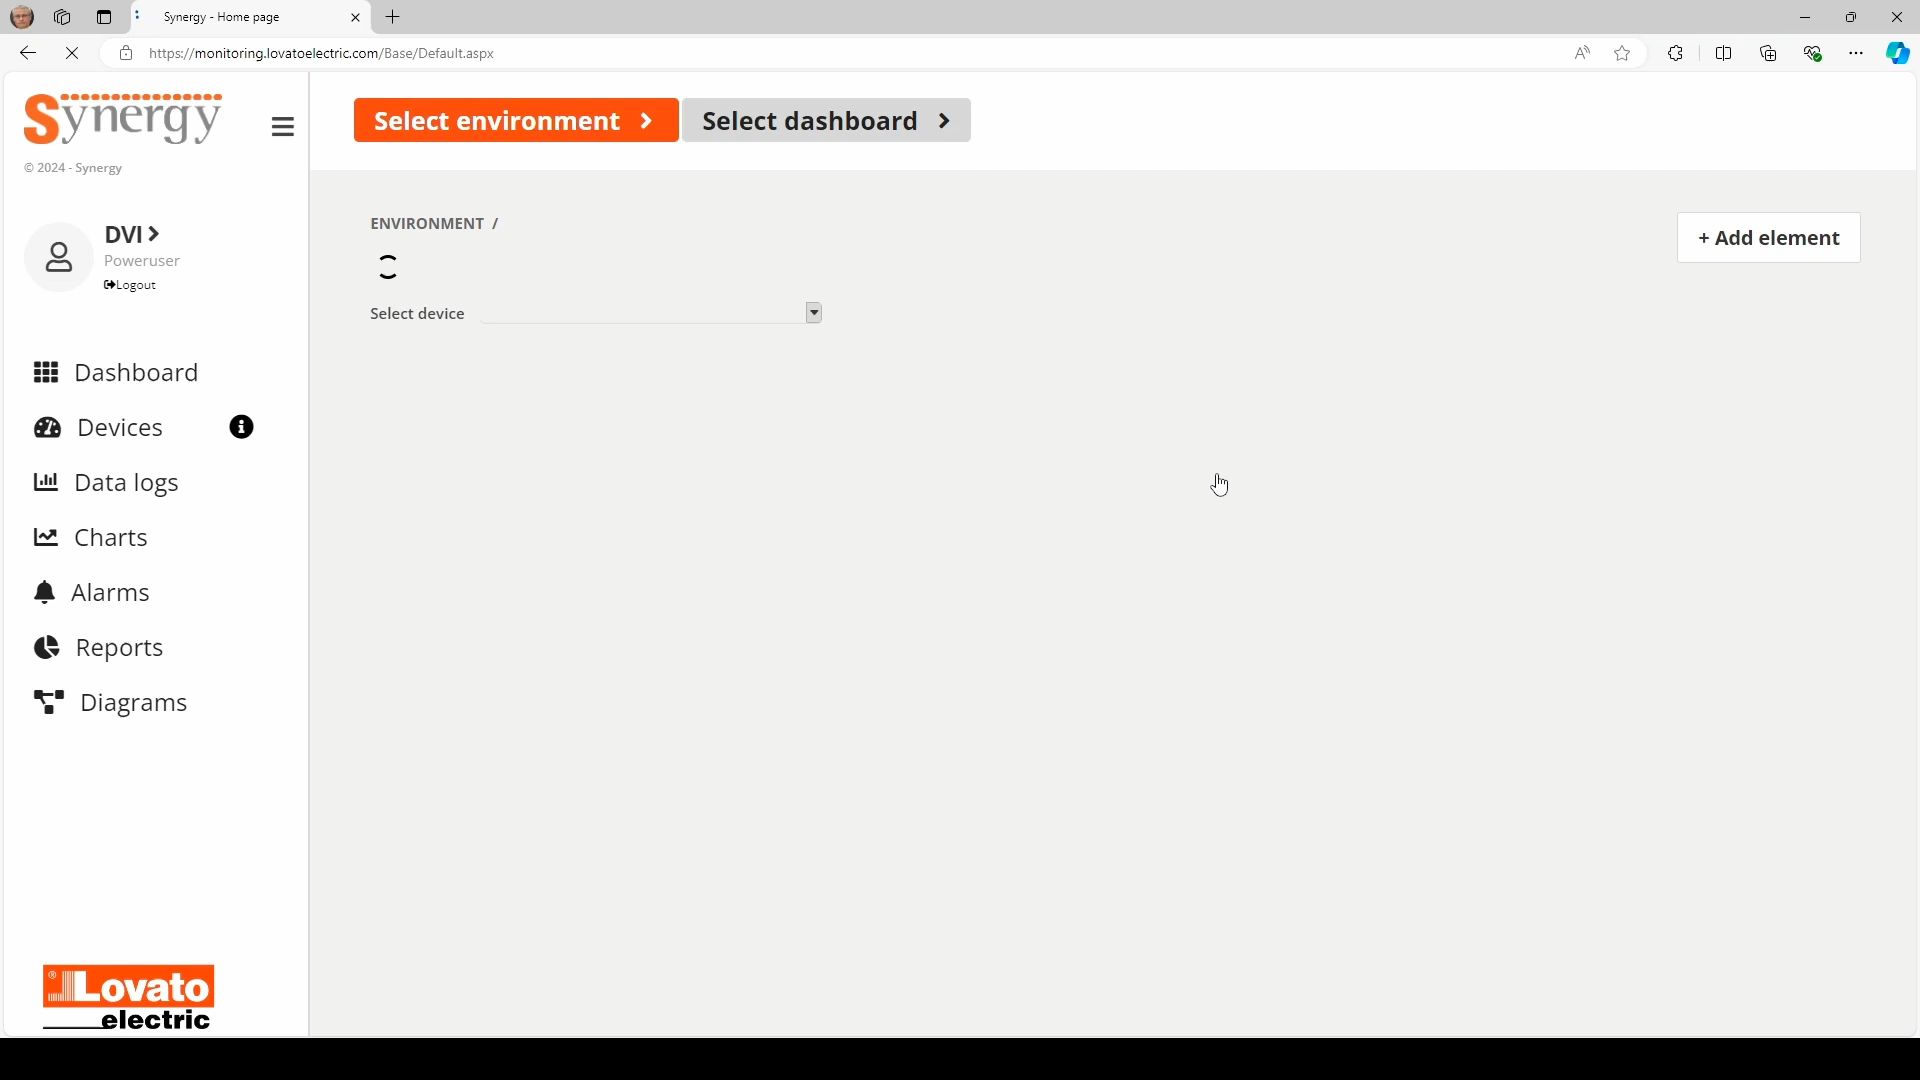 Synergy - Home page
https://monitoring.lovatoelectric.com/Base/Default.aspx
Synergy
© 2024 - Synergy
DVI
Poweruser
Logout
Dashboard
Devices
Data logs
Charts
Alarms
Reports
Diagrams
Lovato
electric
Select environment
Select dashboard
ENVIRONMENT /
+ Add element
Select device